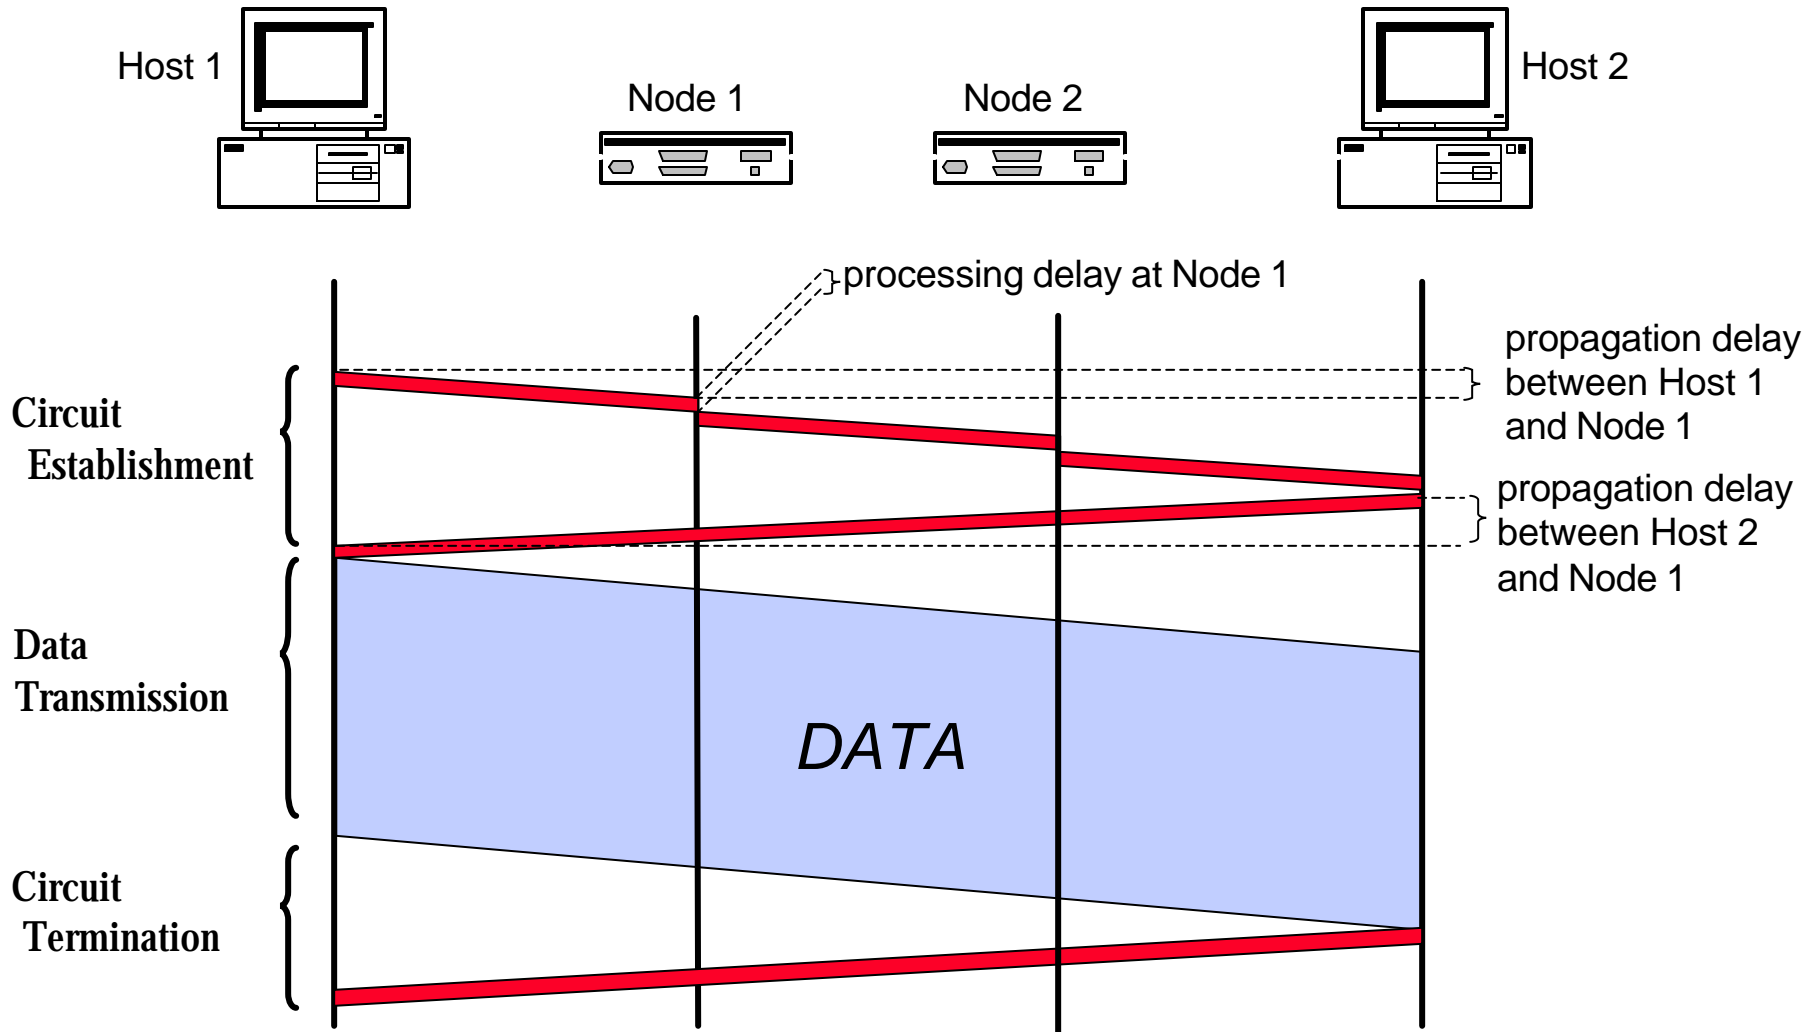 Host 1
Node 1
Node 2
Host 2
processing delay at Node 1
propagation delay
between Host 1
and Node 1
Circuit
Establishment
propagation delay
between Host 2
and Node 1
Data
Transmission
DATA
Circuit
Termination